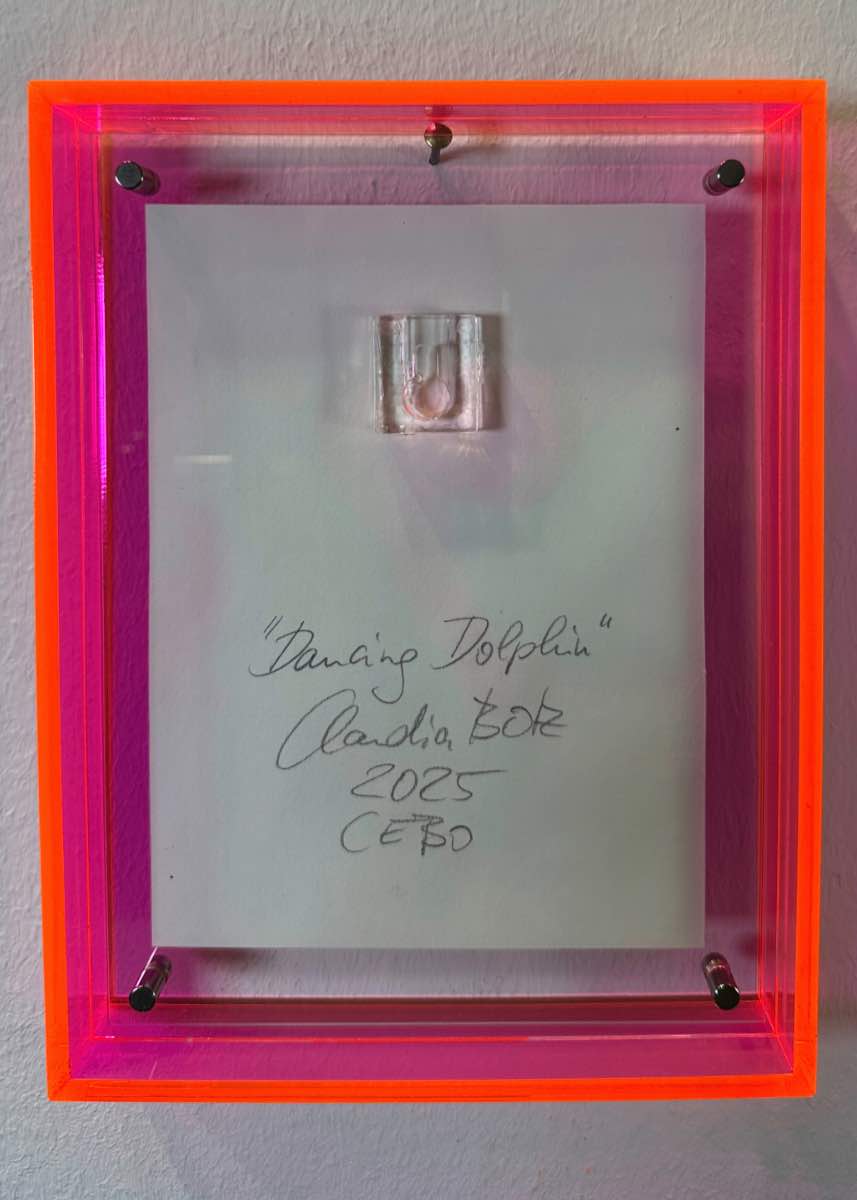 "Dancing Dolphin"
Claudia BOtz
2025
CEBO